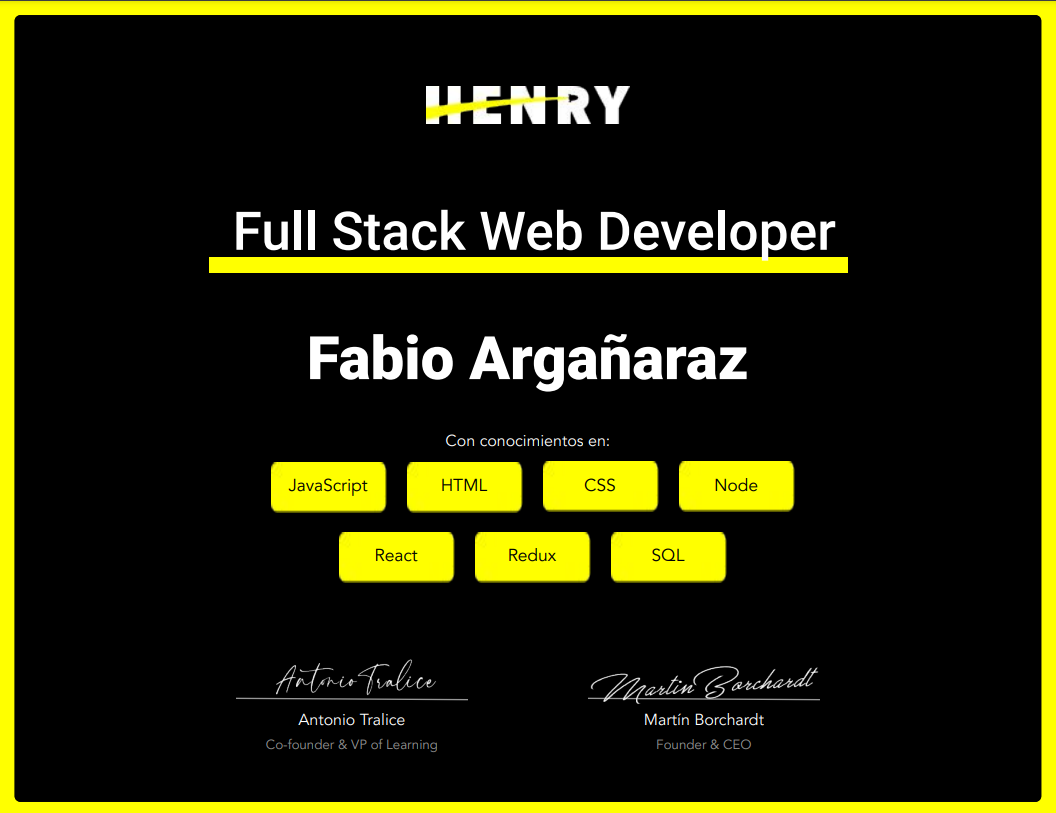 HENRY
Full Stack Web Developer
Fabio Argañaraz
Con conocimientos en:
JavaScript HTML CSS Node
React Redux SQL
Antonio Tralice Martin Borchardt
Antonio Tralice Martín Borchardt
Co-founder & VP of Learning Founder & CEO